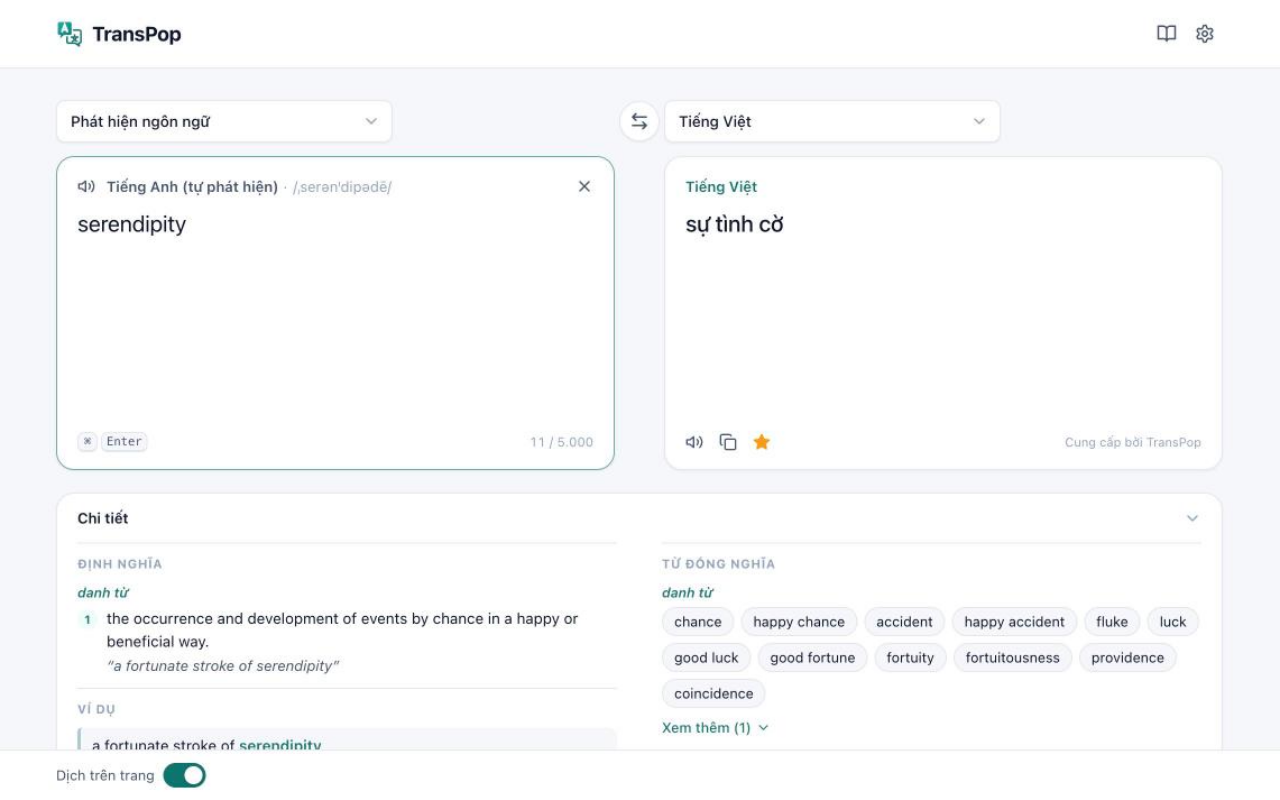 TransPop
Phát hiện ngôn ngữ
Tiếng Việt
Tiếng Anh (tự phát hiện) · /ˌserənˈdipədē/
serendipity
⌘ Enter
11 / 5.000
Tiếng Việt
sự tình cờ
Cung cấp bởi TransPop
Chi tiết
ĐỊNH NGHĨA
danh từ
1 the occurrence and development of events by chance in a happy or
beneficial way.
“a fortunate stroke of serendipity”
VÍ DỤ
a fortunate stroke of serendipity
TỪ ĐỒNG NGHĨA
danh từ
chance happy chance accident happy accident fluke luck
good luck good fortune fortuity fortuitousness providence
coincidence
Xem thêm (1)
Dịch trên trang